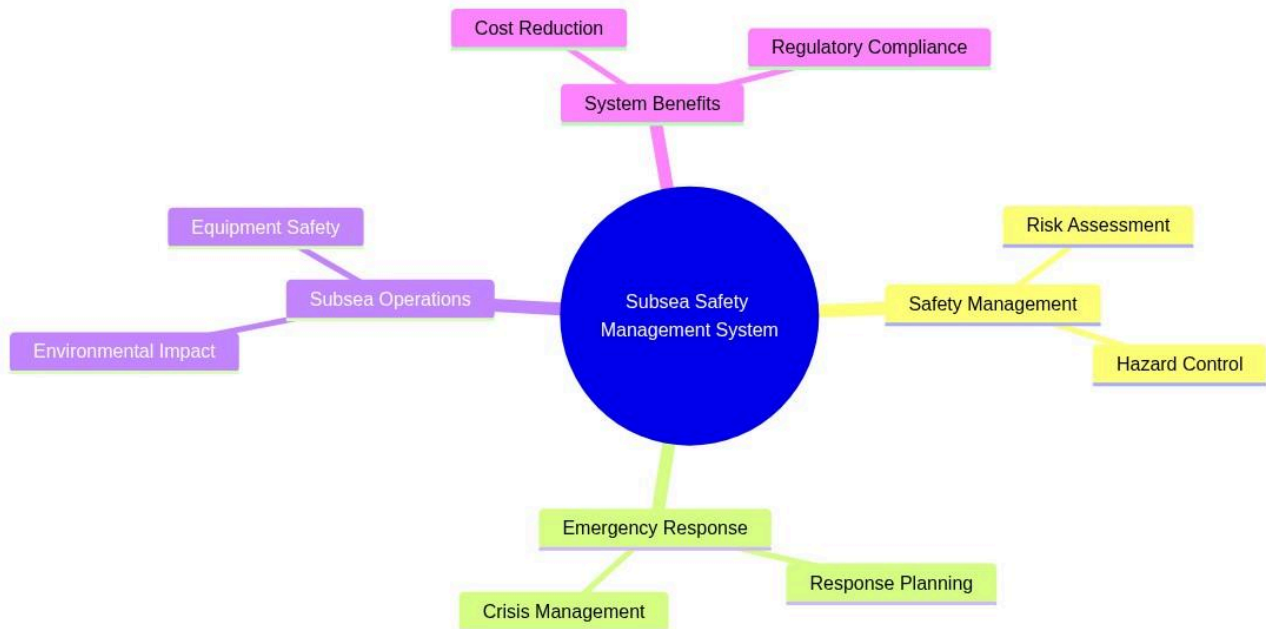 Cost Reduction
Regulatory Compliance
System Benefits
Equipment Safety
Subsea Operations
Environmental Impact
Subsea Safety
Management System
Risk Assessment
Safety Management
Hazard Control
Emergency Response
Response Planning
Crisis Management